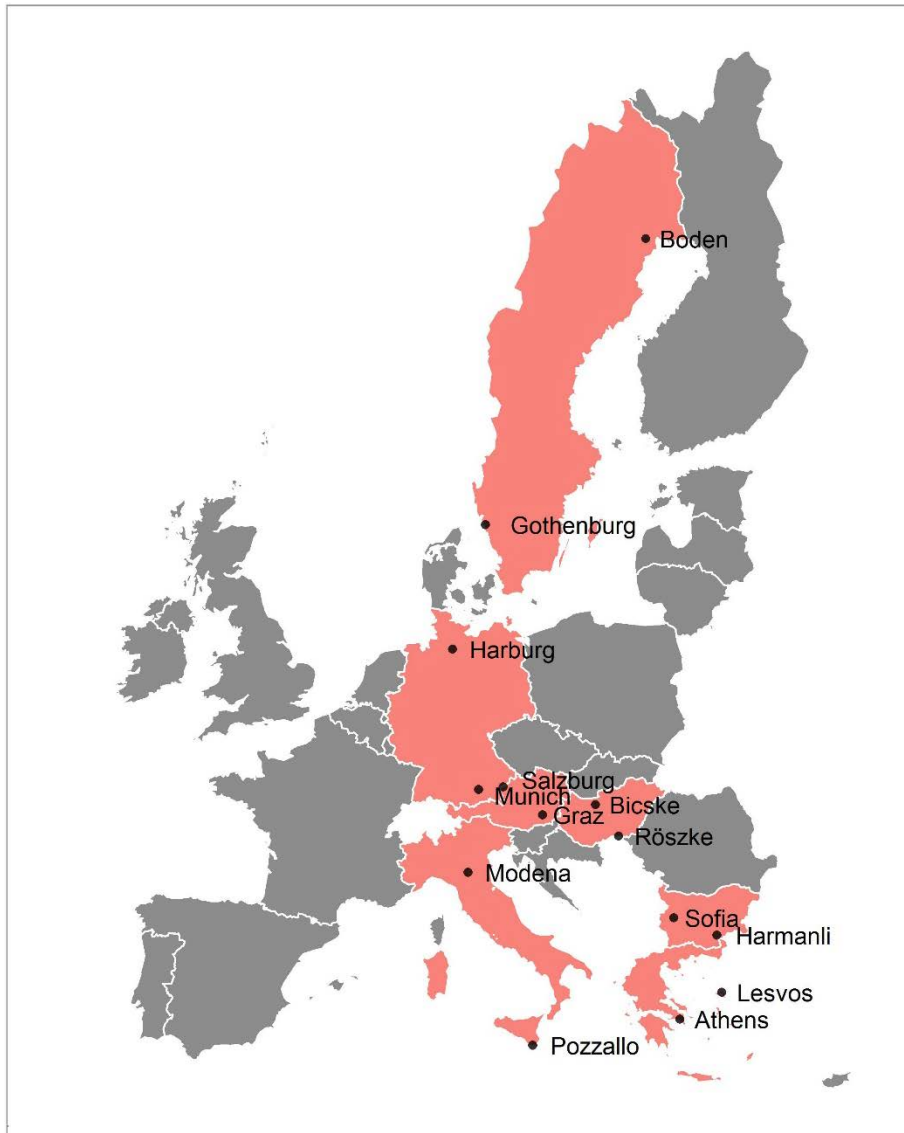 Boden
Gothenburg
Harburg
Salzburg
Munich
Bicske
Graz
Röszke
Modena
Sofia
Harmanli
Lesvos
Athens
Pozzallo